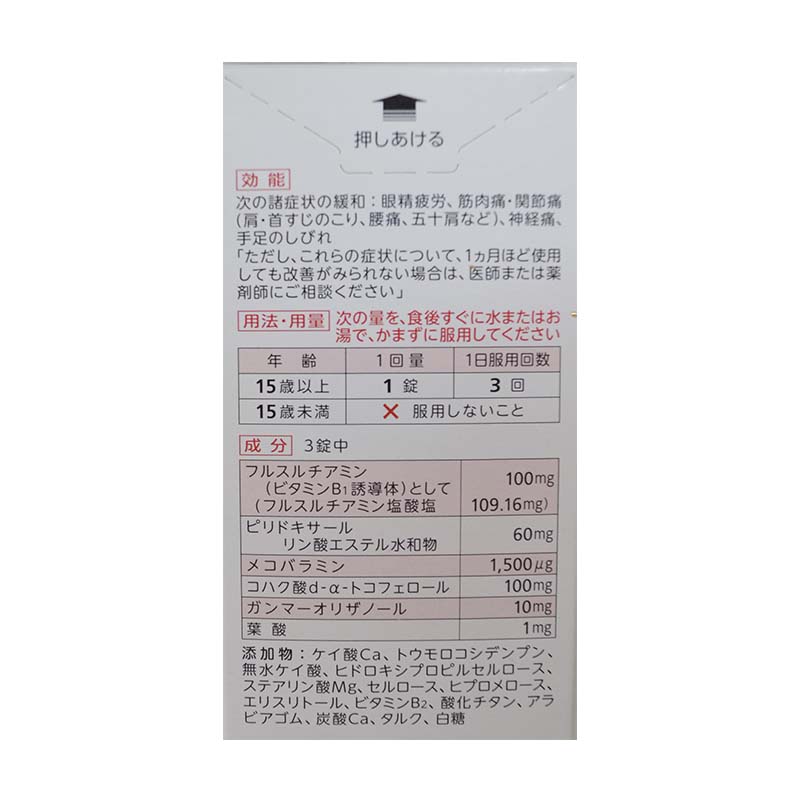 押しあける
効能
次の諸症状の緩和：眼精疲労、筋肉痛・関節痛
（肩・首すじのこり、腰痛、五十肩など）、神経痛、
手足のしびれ
「ただし、これらの症状について、1ヵ月ほど使用
しても改善がみられない場合は、医師または薬
剤師にご相談ください」
用法・用量 次の量を、食後すぐに水またはお
湯で、かまずに服用してください
年齢 1回量 1日服用回数
15歳以上 1錠 3回
15歳未満 × 服用しないこと
成分 3錠中
フルスルチアミン 100mg
（ビタミンB1誘導体）として
（フルスルチアミン塩酸塩 109.16mg）
ピリドキサール 60mg
リン酸エステル水和物
メコバラミン 1,500μg
コハク酸d-α-トコフェロール 100mg
ガンマーオリザノール 10mg
葉酸 1mg
添加物：ケイ酸Ca、トウモロコシデンプン、
無水ケイ酸、ヒドロキシプロピルセルロース、
ステアリン酸Mg、セルロース、ヒプロメロース、
エリスリトール、ビタミンB2、酸化チタン、アラ
ビアゴム、炭酸Ca、タルク、白糖